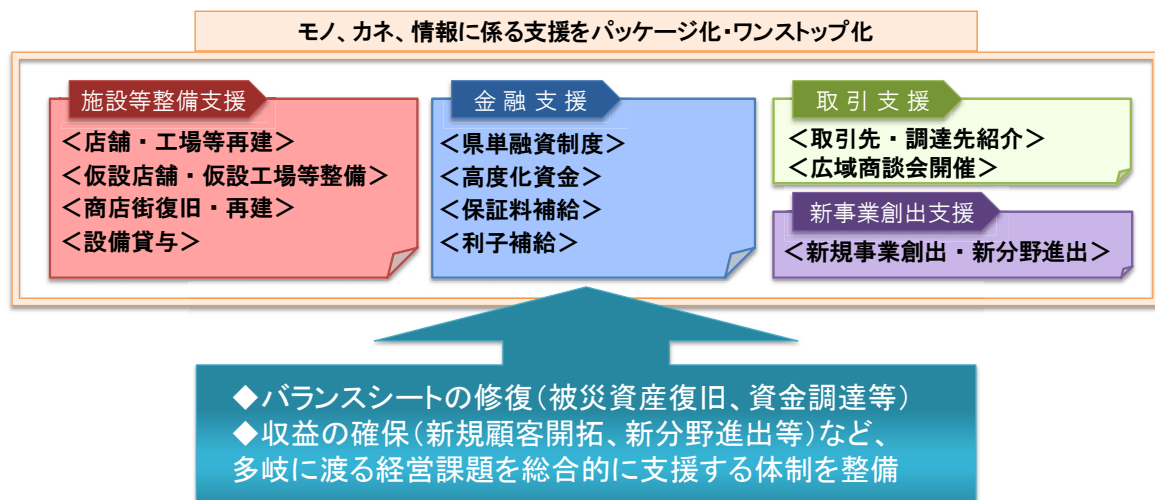 モノ、カネ、情報に係る支援をパッケージ化・ワンストップ化
施設等整備支援
＜店舗・工場等再建＞
＜仮設店舗・仮設工場等整備＞
＜商店街復旧・再建＞
＜設備貸与＞
金融支援
＜県単融資制度＞
＜高度化資金＞
＜保証料補給＞
＜利子補給＞
取引支援
＜取引先・調達先紹介＞
＜広域商談会開催＞
新事業創出支援
＜新規事業創出・新分野進出＞
◆バランスシートの修復（被災資産復旧、資金調達等）
◆収益の確保（新規顧客開拓、新分野進出等）など、
多岐に渡る経営課題を総合的に支援する体制を整備